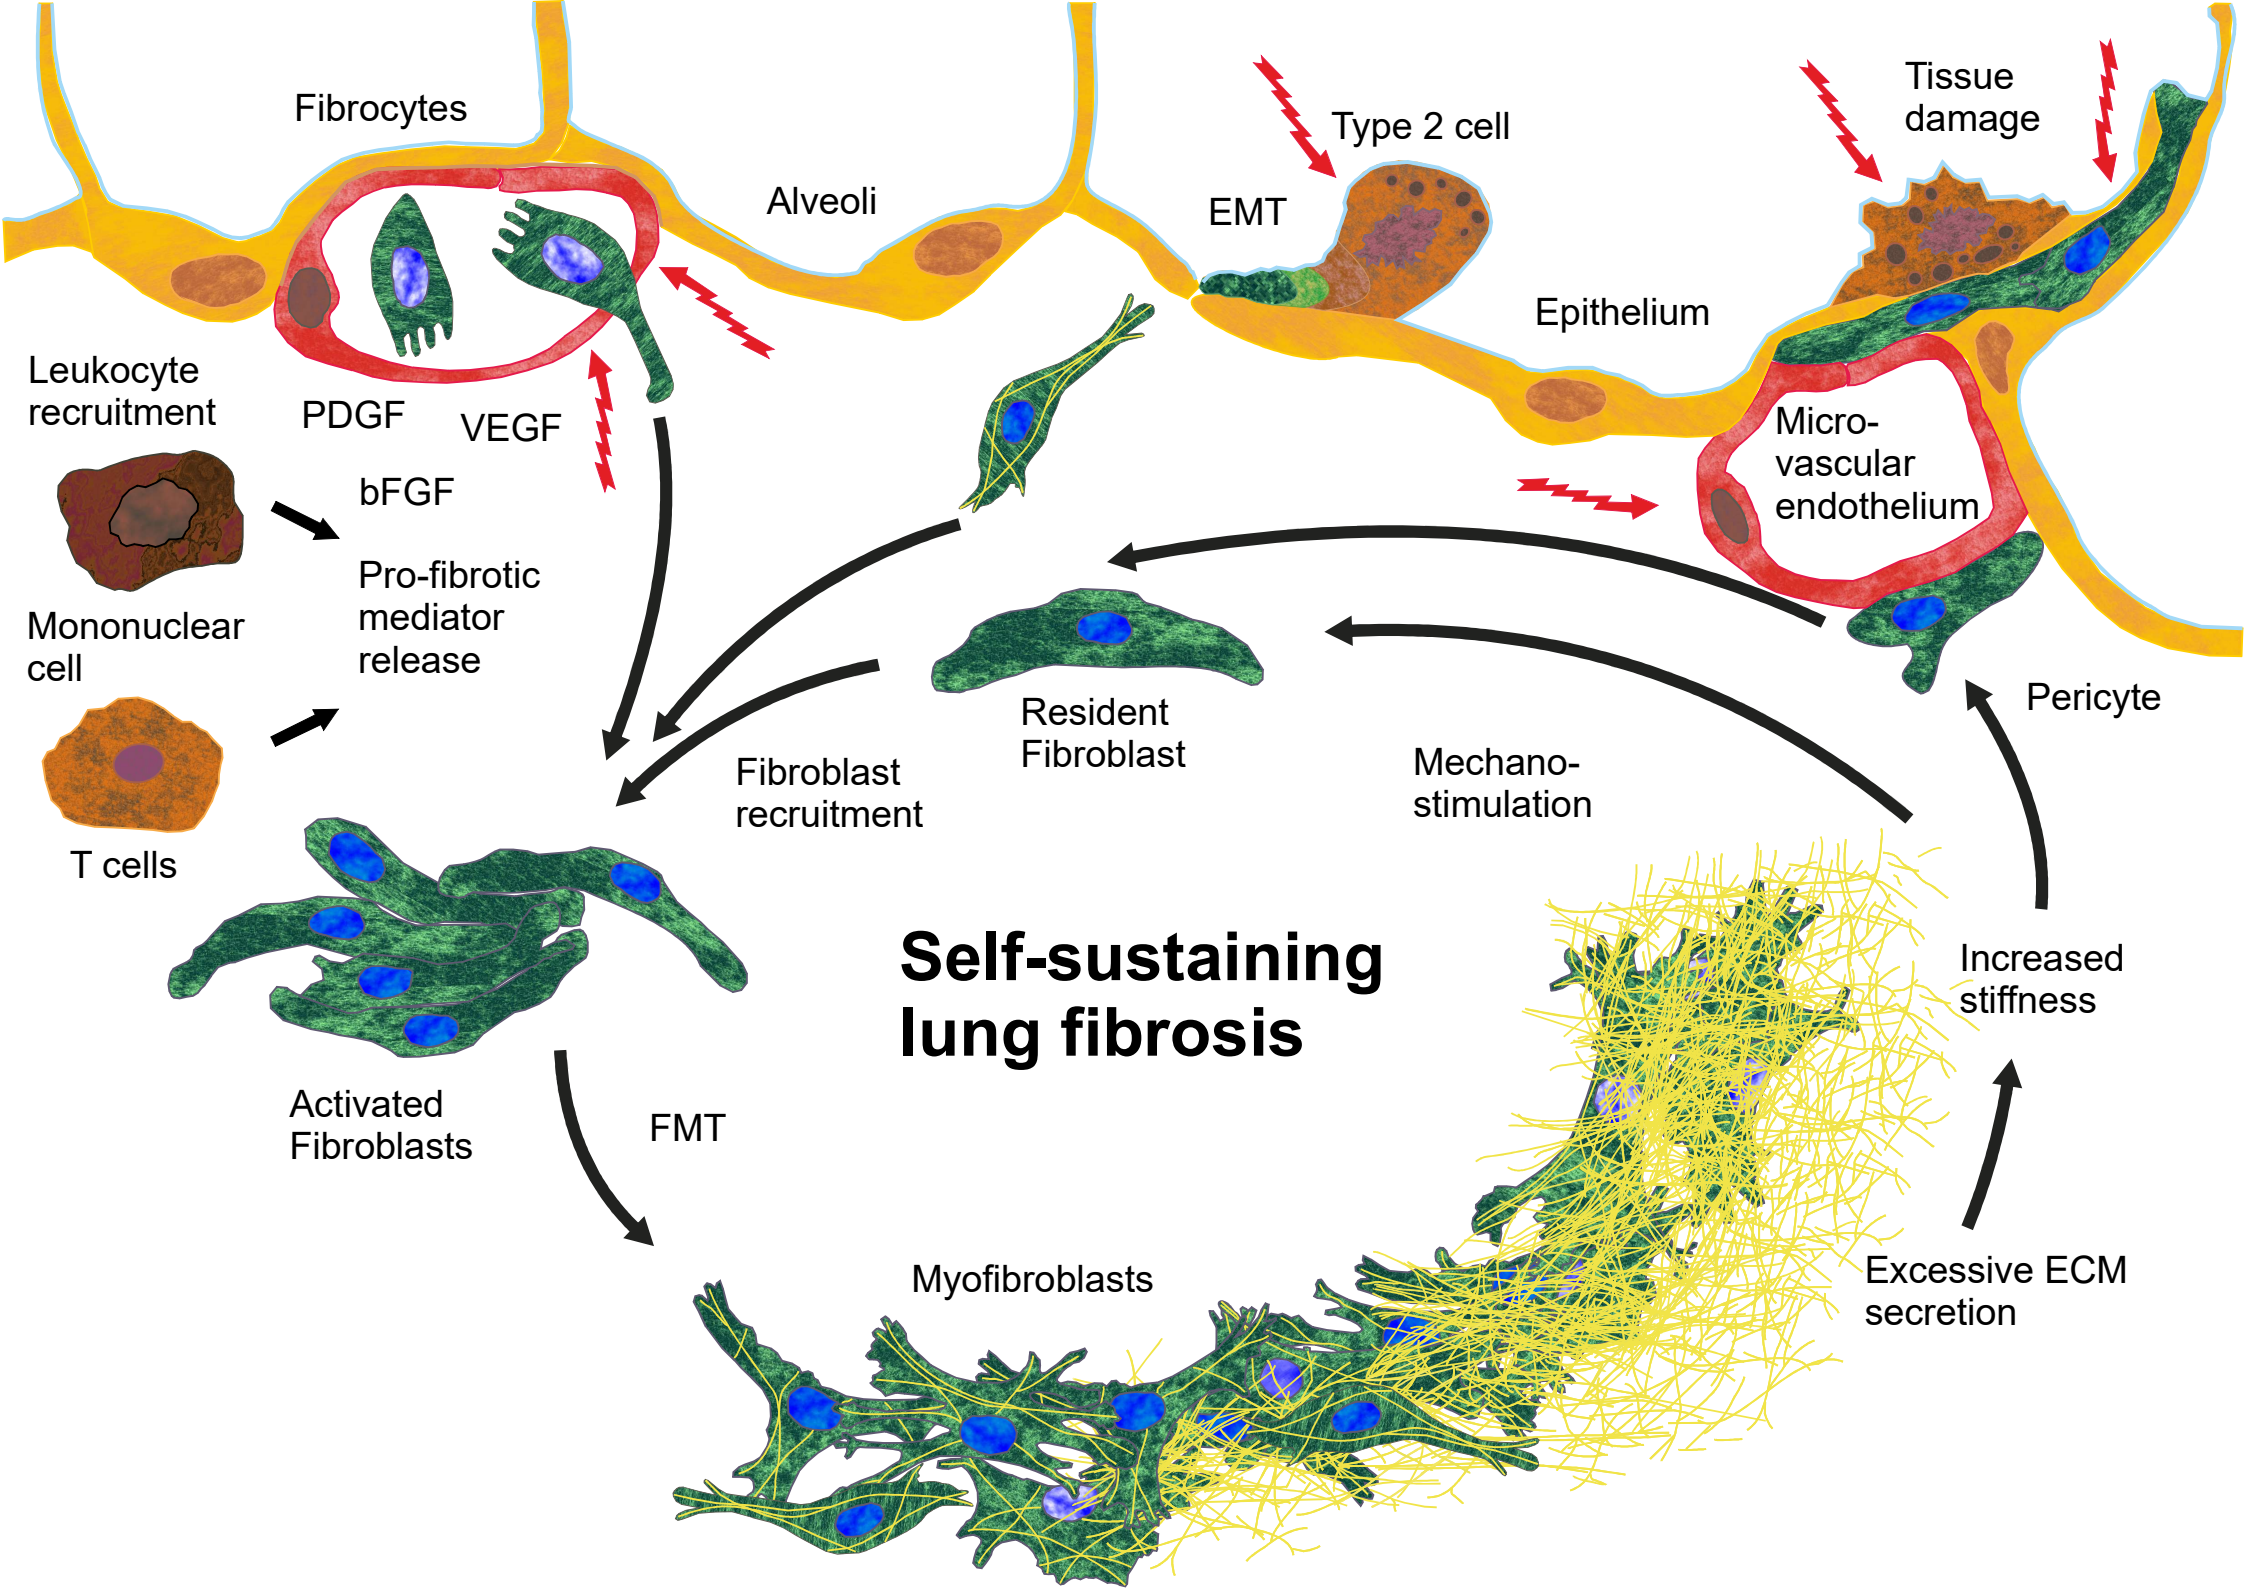 Fibrocytes
Alveoli
EMT
Type 2 cell
Tissue
damage
Epithelium
Leukocyte
recruitment
PDGF
VEGF
bFGF
Micro-
vascular
endothelium
Pro-fibrotic
mediator
release
Mononuclear
cell
T cells
Resident
Fibroblast
Pericyte
Fibroblast
recruitment
Mechano-
stimulation
Self-sustaining
lung fibrosis
Increased
stiffness
Activated
Fibroblasts
FMT
Myofibroblasts
Excessive ECM
secretion